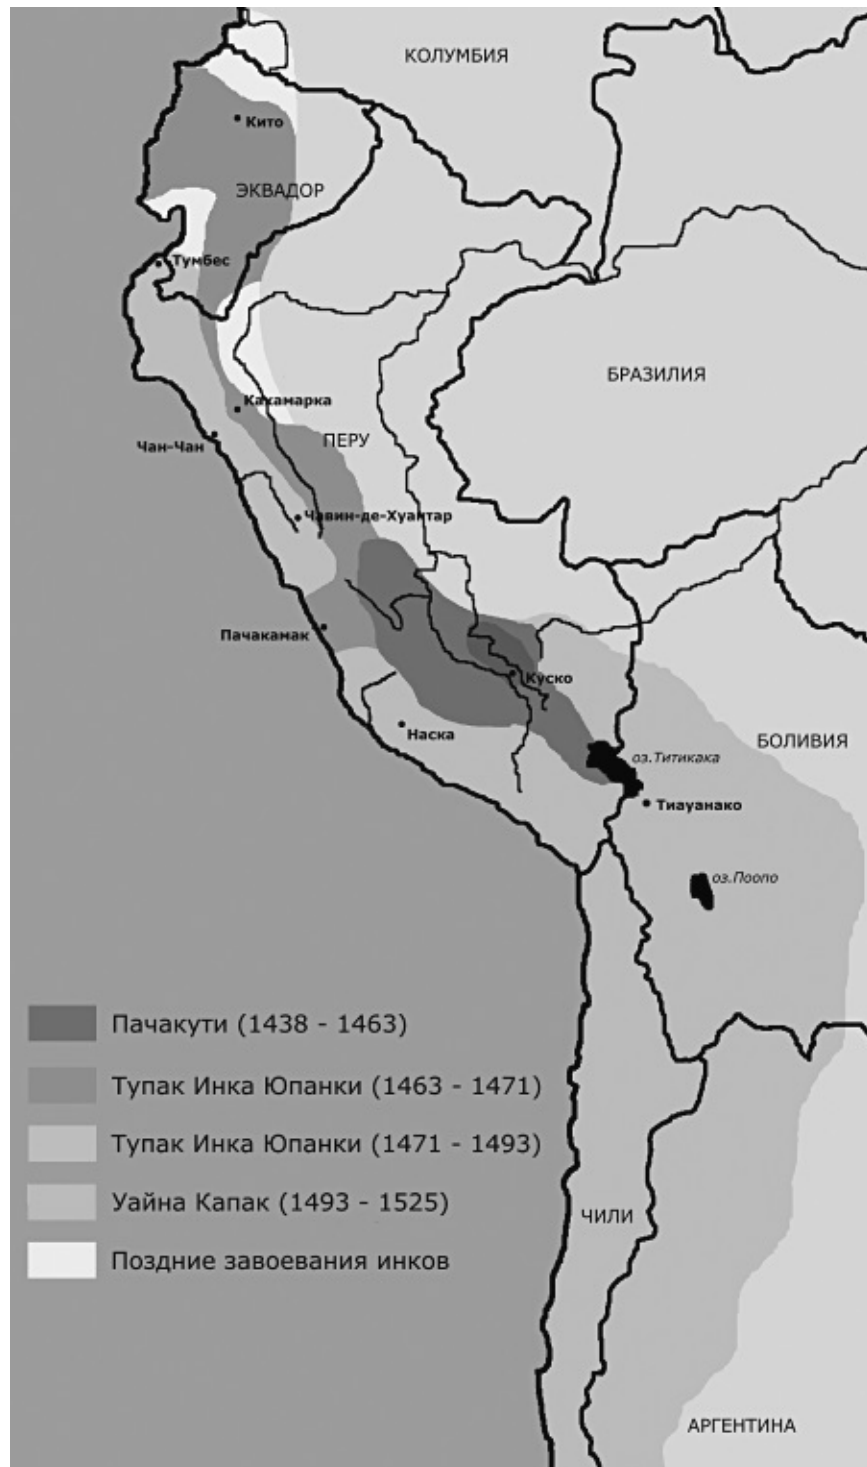 КОЛУМБИЯ
Кито
ЭКВАДОР
Тумбес
БРАЗИЛИЯ
Кахамарка
ПЕРУ
Чан-Чан
Чавин-де-Хуантар
Пачакамак
Куско
Наска
БОЛИВИЯ
оз.Титикака
Тиауанако
оз.Поопо
Пачакути (1438 - 1463)
Тупак Инка Юпанки (1463 - 1471)
Тупак Инка Юпанки (1471 - 1493)
Уайна Капак (1493 - 1525)
ЧИЛИ
Поздние завоевания инков
АРГЕНТИНА